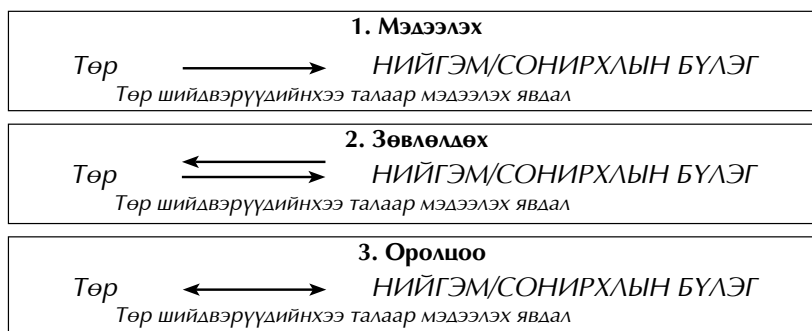 1. Мэдээлэх
Төр НИЙГЭМ/СОНИРХЛЫН БҮЛЭГ
Төр шийдвэрүүдийнхээ талаар мэдээлэх явдал
2. Зөвлөлдөх
Төр НИЙГЭМ/СОНИРХЛЫН БҮЛЭГ
Төр шийдвэрүүдийнхээ талаар мэдээлэх явдал
3. Оролцоо
Төр НИЙГЭМ/СОНИРХЛЫН БҮЛЭГ
Төр шийдвэрүүдийнхээ талаар мэдээлэх явдал